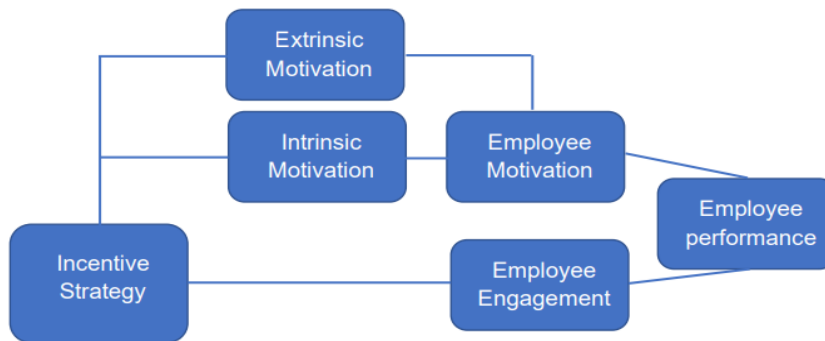 Extrinsic
Motivation
Intrinsic
Motivation
Employee
Motivation
Employee
performance
Incentive
Strategy
Employee
Engagement